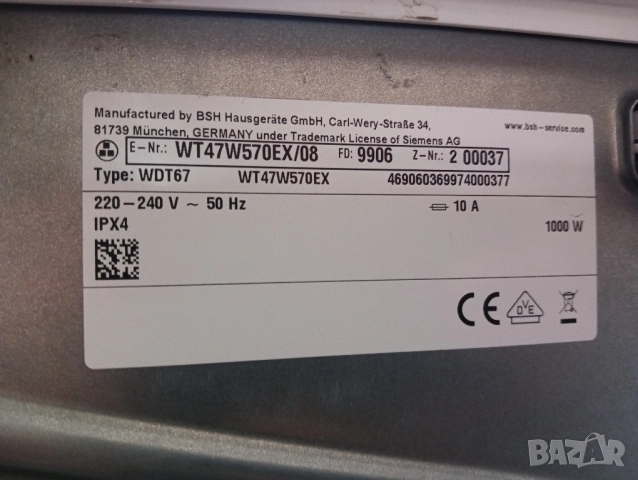 Manufactured by BSH Hausgeräte GmbH, Carl-Wery-Straße 34,
81739 München, GERMANY under Trademark License of Siemens AG
www.bsh-service.com
E-Nr.: WT47W570EX/08 FD: 9906 Z-Nr.: 2 00037
Type: WDT67 WT47W570EX 469060369974000377
220-240 V ~ 50 Hz 10 A 1000 W
IPX4
CE DVE
BAZAR